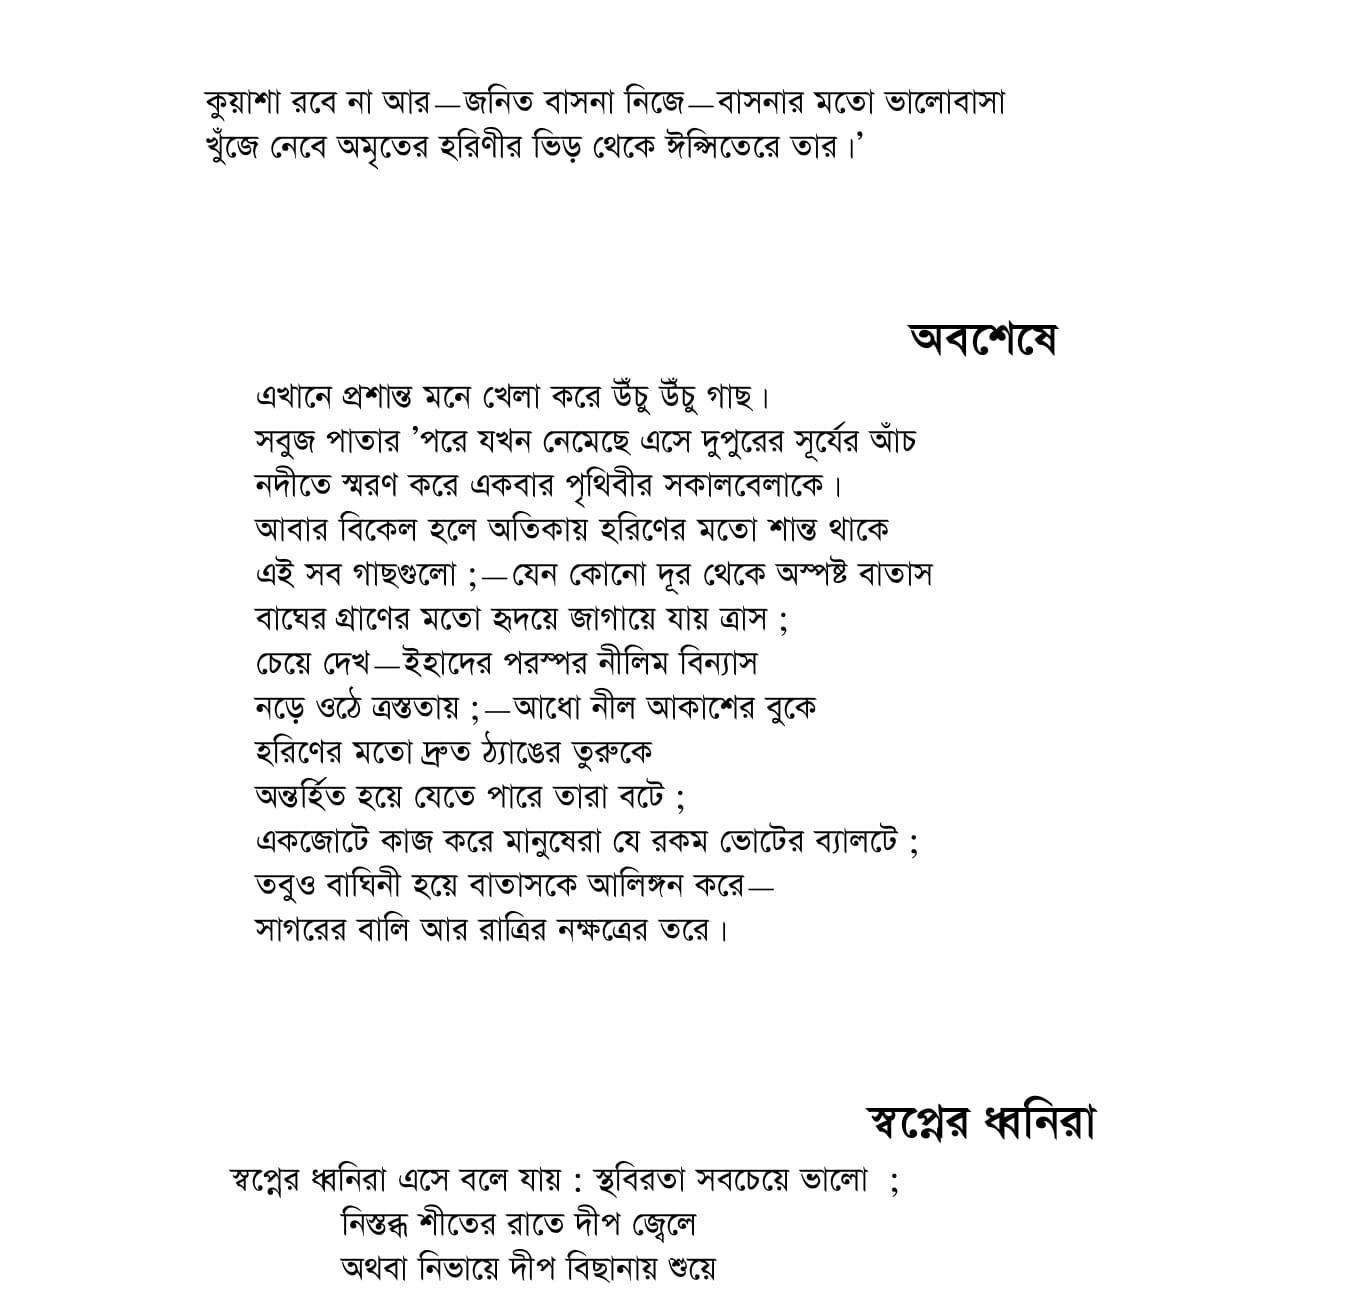 কুয়াশা রবে না আর—জনিত বাসনা নিজে—বাসনার মতো ভালোবাসা
খুঁজে নেবে অমৃতের হরিণীর ভিড় থেকে ঈপ্সিতেরে তার।’
অবশেষে
এখানে প্রশান্ত মনে খেলা করে উঁচু উঁচু গাছ।
সবুজ পাতার ’পরে যখন নেমেছে এসে দুপুরের সূর্যের আঁচ
নদীতে স্মরণ করে একবার পৃথিবীর সকালবেলাকে।
আবার বিকেল হলে অতিকায় হরিণের মতো শান্ত থাকে
এই সব গাছগুলো ;—যেন কোনো দূর থেকে অস্পষ্ট বাতাস
বাঘের গ্রাণের মতো হৃদয়ে জাগায়ে যায় ত্রাস ;
চেয়ে দেখ—ইহাদের পরস্পর নীলিম বিন্যাস
নড়ে ওঠে ত্রস্ততায় ;—আধো নীল আকাশের বুকে
হরিণের মতো দ্রুত ঠ্যাঙের তুরুকে
অন্তর্হিত হয়ে যেতে পারে তারা বটে ;
একজোটে কাজ করে মানুষেরা যে রকম ভোটের ব্যালটে ;
তবুও বাঘিনী হয়ে বাতাসকে আলিঙ্গন করে—
সাগরের বালি আর রাত্রির নক্ষত্রের তরে।
স্বপ্নের ধ্বনিরা
স্বপ্নের ধ্বনিরা এসে বলে যায় : স্থবিরতা সবচেয়ে ভালো ;
নিস্তব্ধ শীতের রাতে দীপ জ্বেলে
অথবা নিভায়ে দীপ বিছানায় শুয়ে